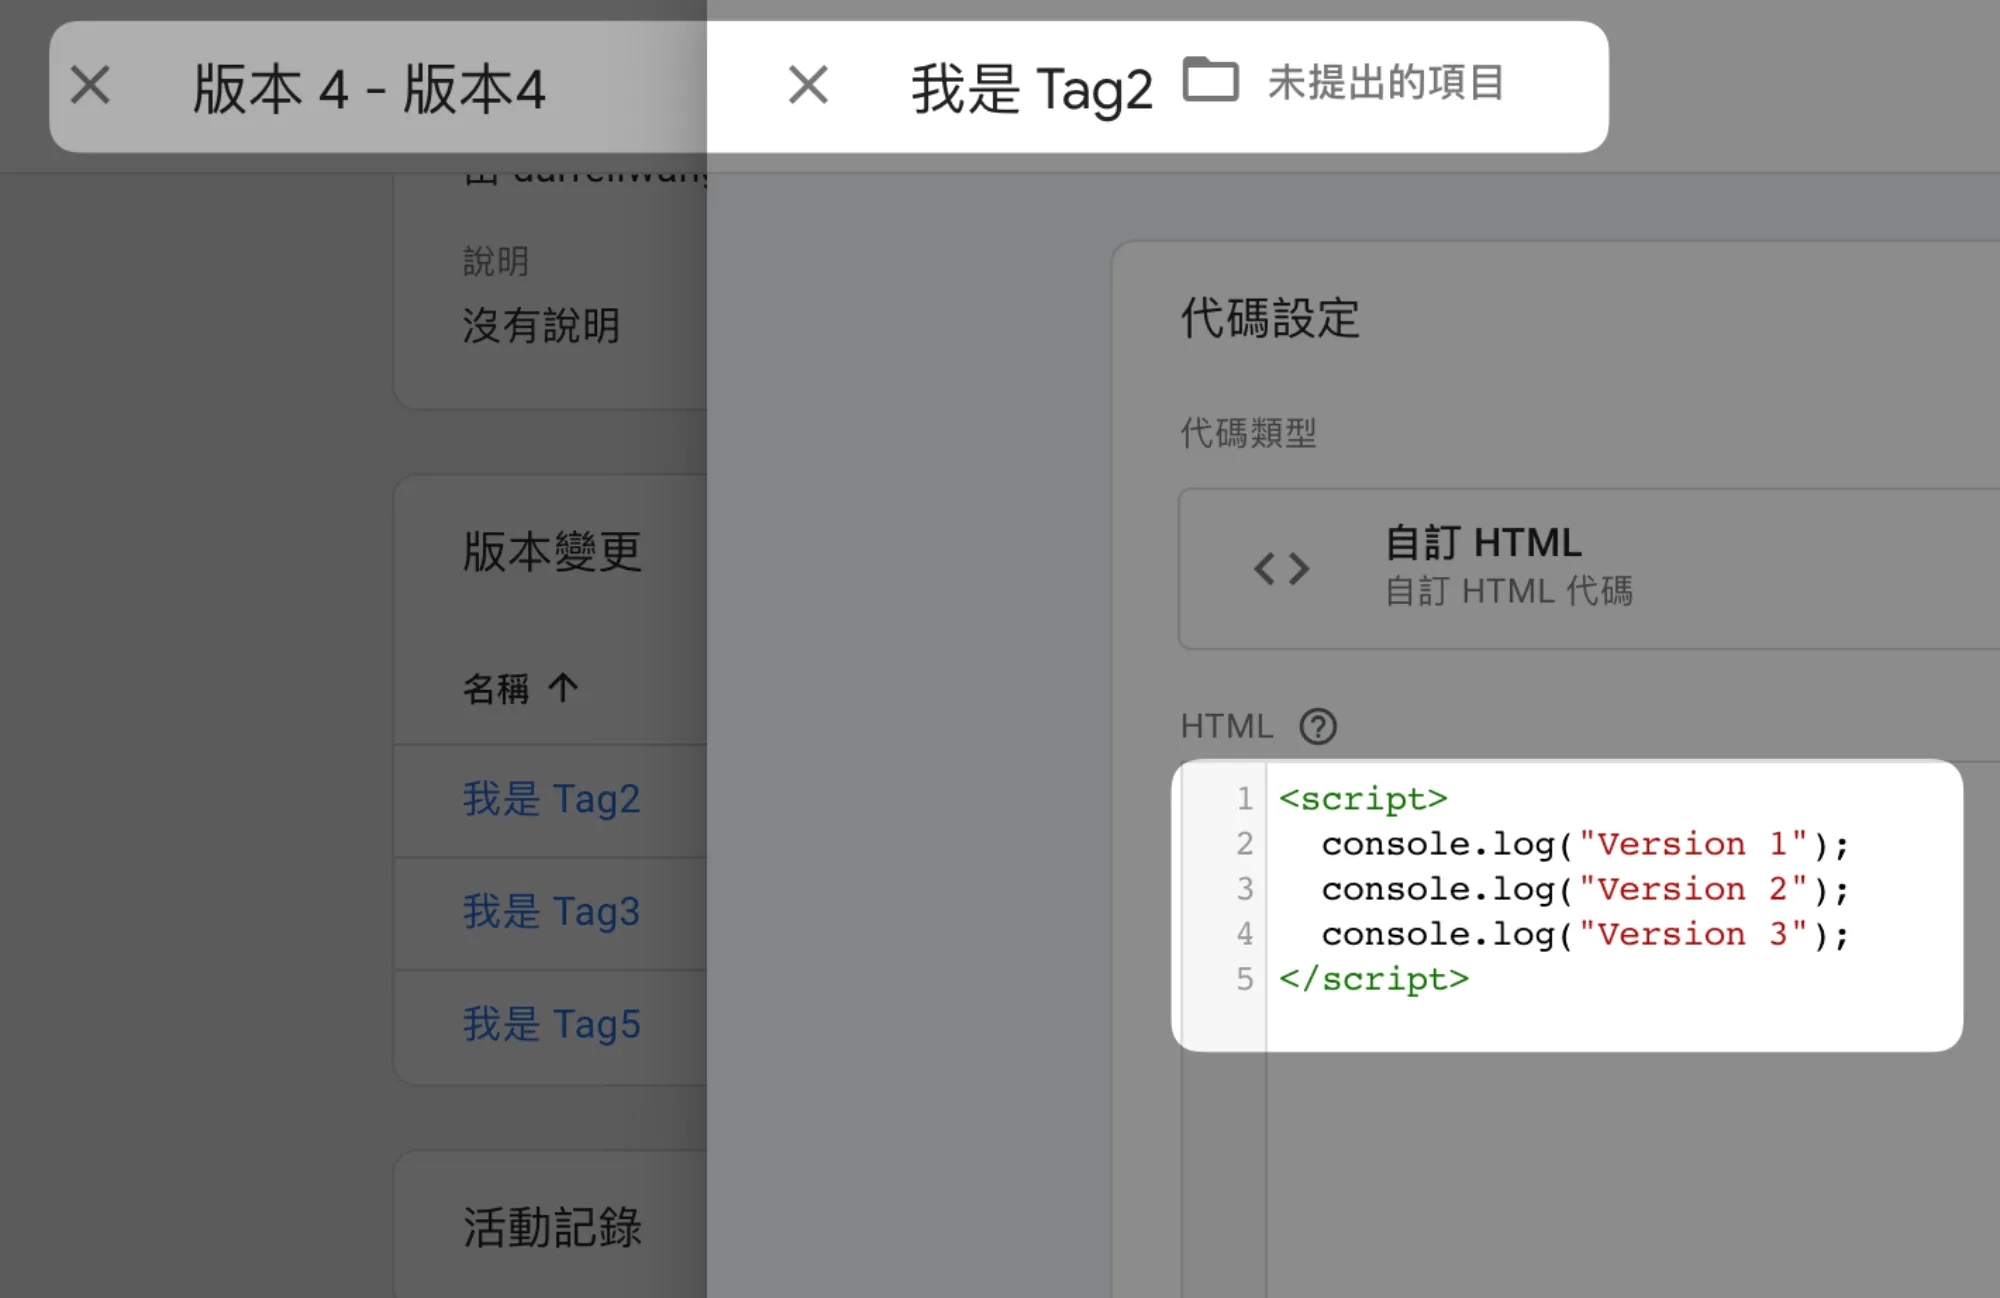 版本 4 - 版本4
說明
沒有說明
版本變更
名稱
我是 Tag2
我是 Tag3
我是 Tag5
活動記錄
我是 Tag2 未提出的項目
代碼設定
代碼類型
自訂 HTML
自訂 HTML 代碼
HTML
1 <script>
2 console.log("Version 1");
3 console.log("Version 2");
4 console.log("Version 3");
5 </script>